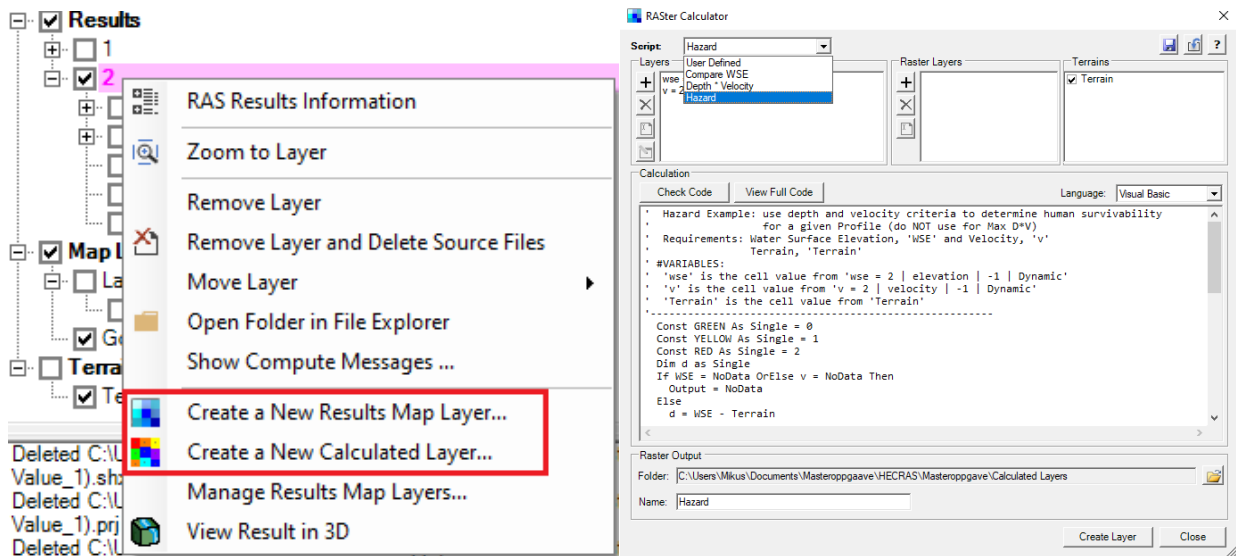 Results
1
2
RAS Results Information
Zoom to Layer
Remove Layer
Remove Layer and Delete Source Files
Move Layer
Open Folder in File Explorer
Show Compute Messages ...
Create a New Results Map Layer...
Create a New Calculated Layer...
Manage Results Map Layers...
View Result in 3D
Map L
La
Go
Terra
Te
Deleted C:\U
Value_1).shx
Deleted C:\U
Value_1).prj
Deleted C:\U
RASter Calculator
Script: Hazard
User Defined
Compare WSE
Depth * Velocity
Hazard
?
Layers
wse
v = 2
Raster Layers
Terrains
Terrain
Calculation
Check Code View Full Code Language: Visual Basic
' Hazard Example: use depth and velocity criteria to determine human survivability
' for a given Profile (do NOT use for Max D*V)
' Requirements: Water Surface Elevation, 'WSE' and Velocity, 'v'
' Terrain, 'Terrain'
' #VARIABLES:
' 'wse' is the cell value from 'wse = 2 | elevation | -1 | Dynamic'
' 'v' is the cell value from 'v = 2 | velocity | -1 | Dynamic'
' 'Terrain' is the cell value from 'Terrain'
'-----------------------------------------------------
Const GREEN As Single = 0
Const YELLOW As Single = 1
Const RED As Single = 2
Dim d as Single
If WSE = NoData OrElse v = NoData Then
Output = NoData
Else
d = WSE - Terrain
Raster Output
Folder: C:\Users\Mikus\Documents\Masteroppgaave\HECRAS\Masteroppgave\Calculated Layers
Name: Hazard
Create Layer Close